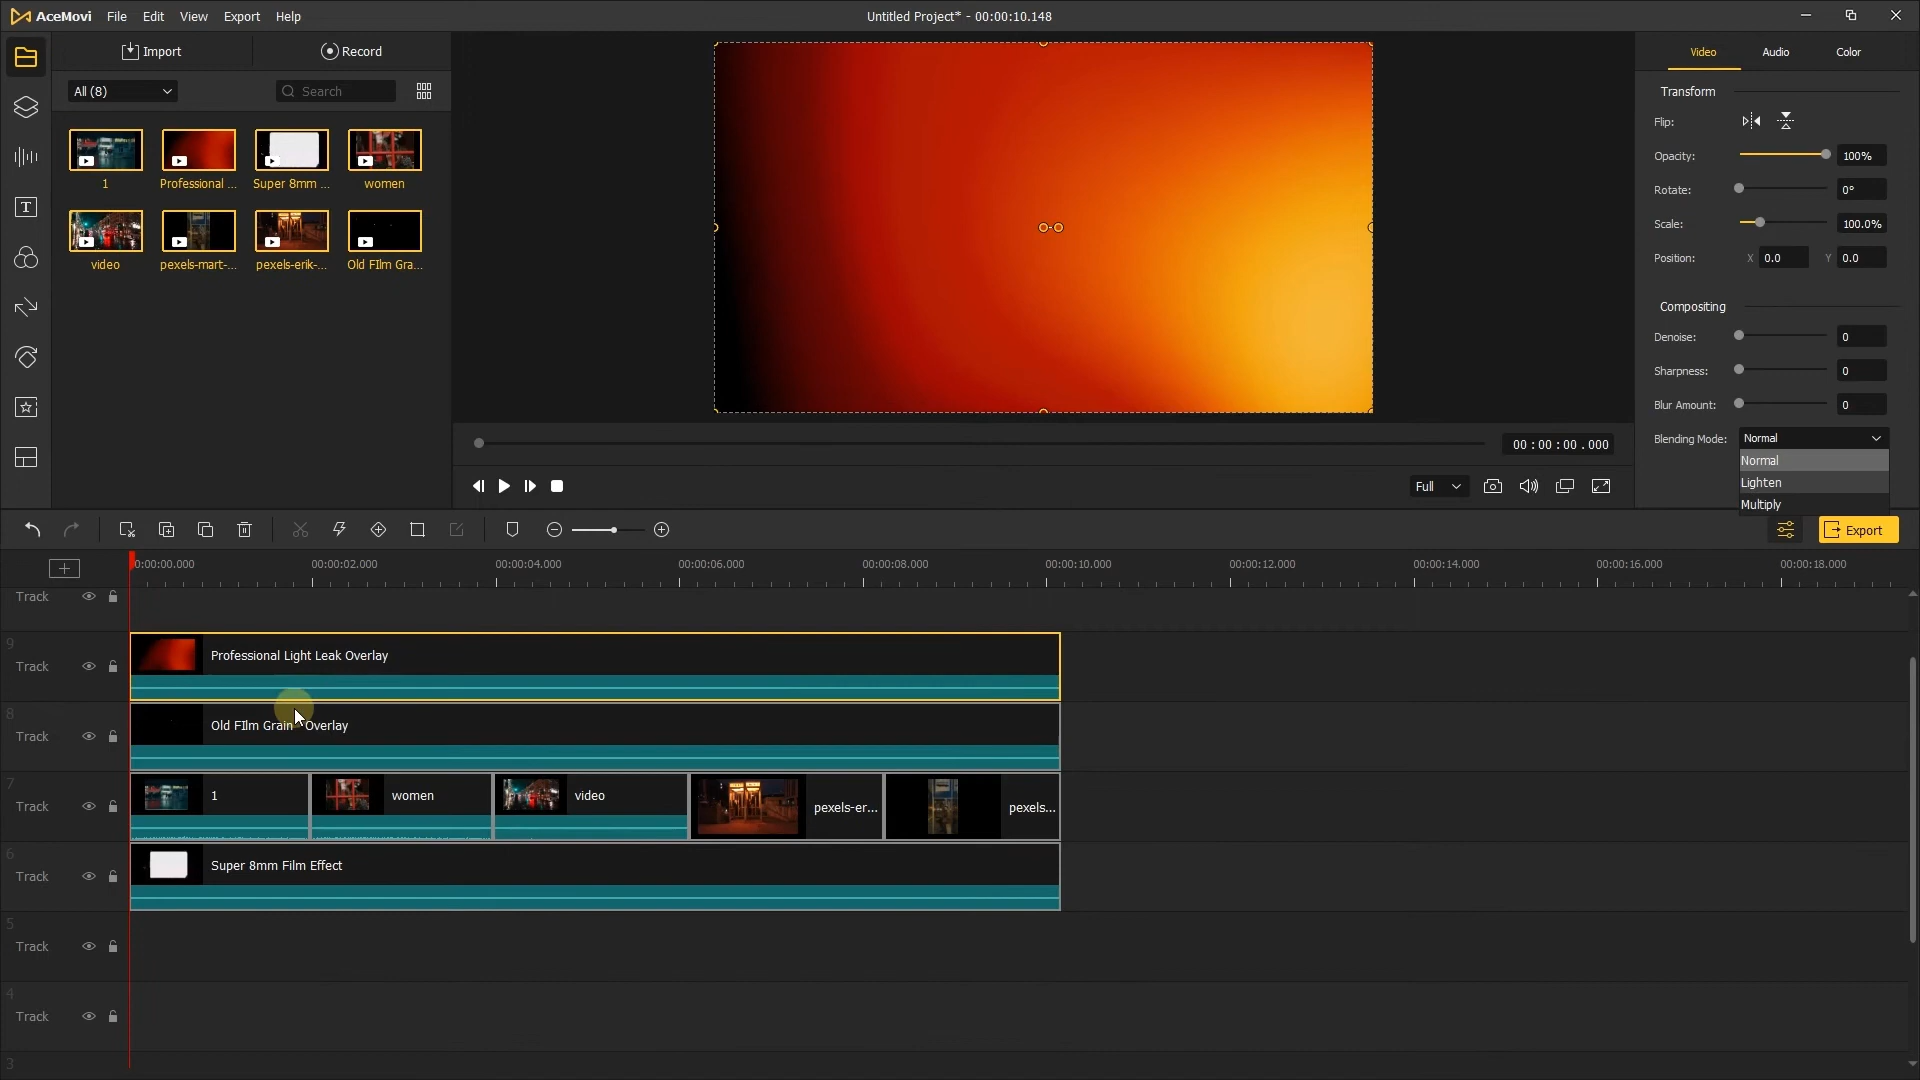 AceMovi File Edit View Export Help
Untitled Project* - 00:00:10.148
Import Record
All (8) Search
1 Professional ... Super 8mm ... women
video pexels-mart-... pexels-erik-... Old FIlm Gra...
00 : 00 : 00 . 000
Full
Video Audio Color
Transform
Flip:
Opacity: 100%
Rotate: 0°
Scale: 100.0%
Position: X 0.0 Y 0.0
Compositing
Denoise: 0
Sharpness: 0
Blur Amount: 0
Blending Mode: Normal
Normal
Lighten
Multiply
Export
0:00:00.000 00:00:02.000 00:00:04.000 00:00:06.000 00:00:08.000 00:00:10.000 00:00:12.000 00:00:14.000 00:00:16.000 00:00:18.000
Track
9
Track Professional Light Leak Overlay
8
Track Old FIlm Grain Overlay
7
Track 1 women video pexels-er... pexels...
6
Track Super 8mm Film Effect
5
Track
4
Track
3